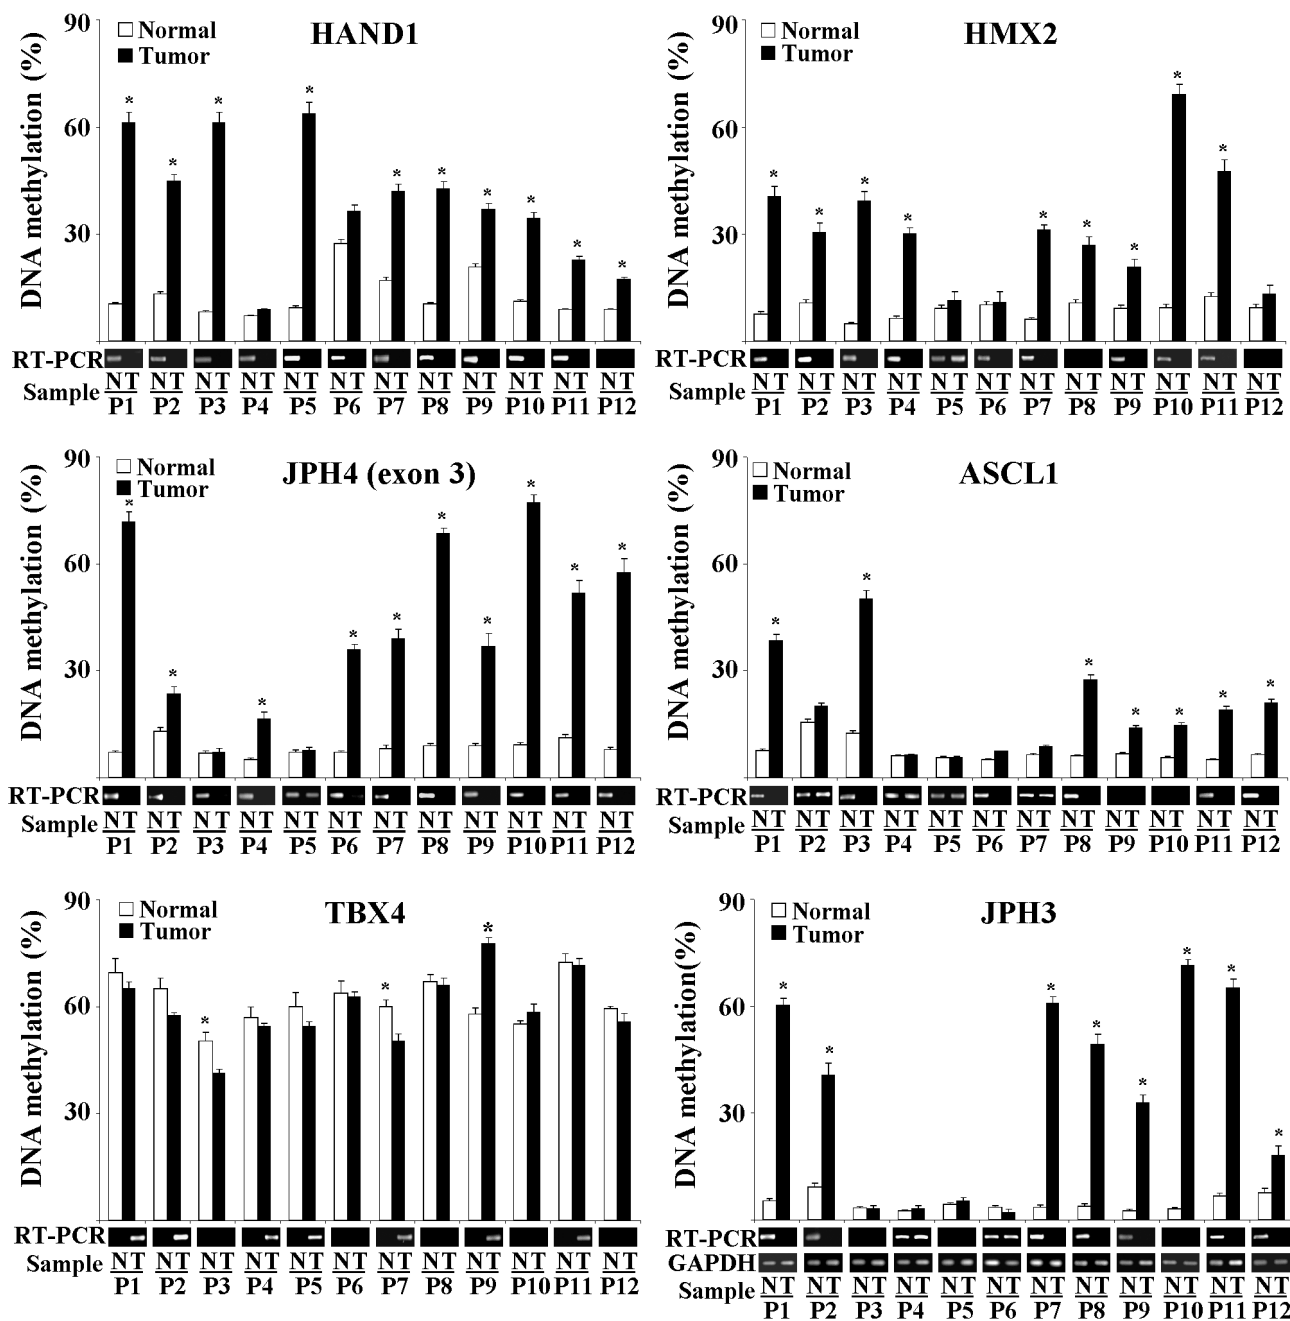 HAND1
Normal
Tumor
DNA methylation (%)
90
60
30
* * * * * * * * * *
RT-PCR
Sample
NT NT NT NT NT NT NT NT NT NT NT NT
P1 P2 P3 P4 P5 P6 P7 P8 P9 P10 P11 P12
HMX2
Normal
Tumor
DNA methylation (%)
90
60
30
* * * * * * * * *
RT-PCR
Sample
NT NT NT NT NT NT NT NT NT NT NT NT
P1 P2 P3 P4 P5 P6 P7 P8 P9 P10 P11 P12
JPH4 (exon 3)
Normal
Tumor
DNA methylation (%)
90
60
30
* * * * * * * * * *
RT-PCR
Sample
NT NT NT NT NT NT NT NT NT NT NT NT
P1 P2 P3 P4 P5 P6 P7 P8 P9 P10 P11 P12
ASCL1
Normal
Tumor
DNA methylation (%)
90
60
30
* * * * * * *
RT-PCR
Sample
NT NT NT NT NT NT NT NT NT NT NT NT
P1 P2 P3 P4 P5 P6 P7 P8 P9 P10 P11 P12
TBX4
Normal
Tumor
DNA methylation (%)
90
60
30
* * *
RT-PCR
Sample
NT NT NT NT NT NT NT NT NT NT NT NT
P1 P2 P3 P4 P5 P6 P7 P8 P9 P10 P11 P12
JPH3
Normal
Tumor
DNA methylation(%)
90
60
30
* * * * * * * *
RT-PCR
GAPDH
Sample
NT NT NT NT NT NT NT NT NT NT NT NT
P1 P2 P3 P4 P5 P6 P7 P8 P9 P10 P11 P12